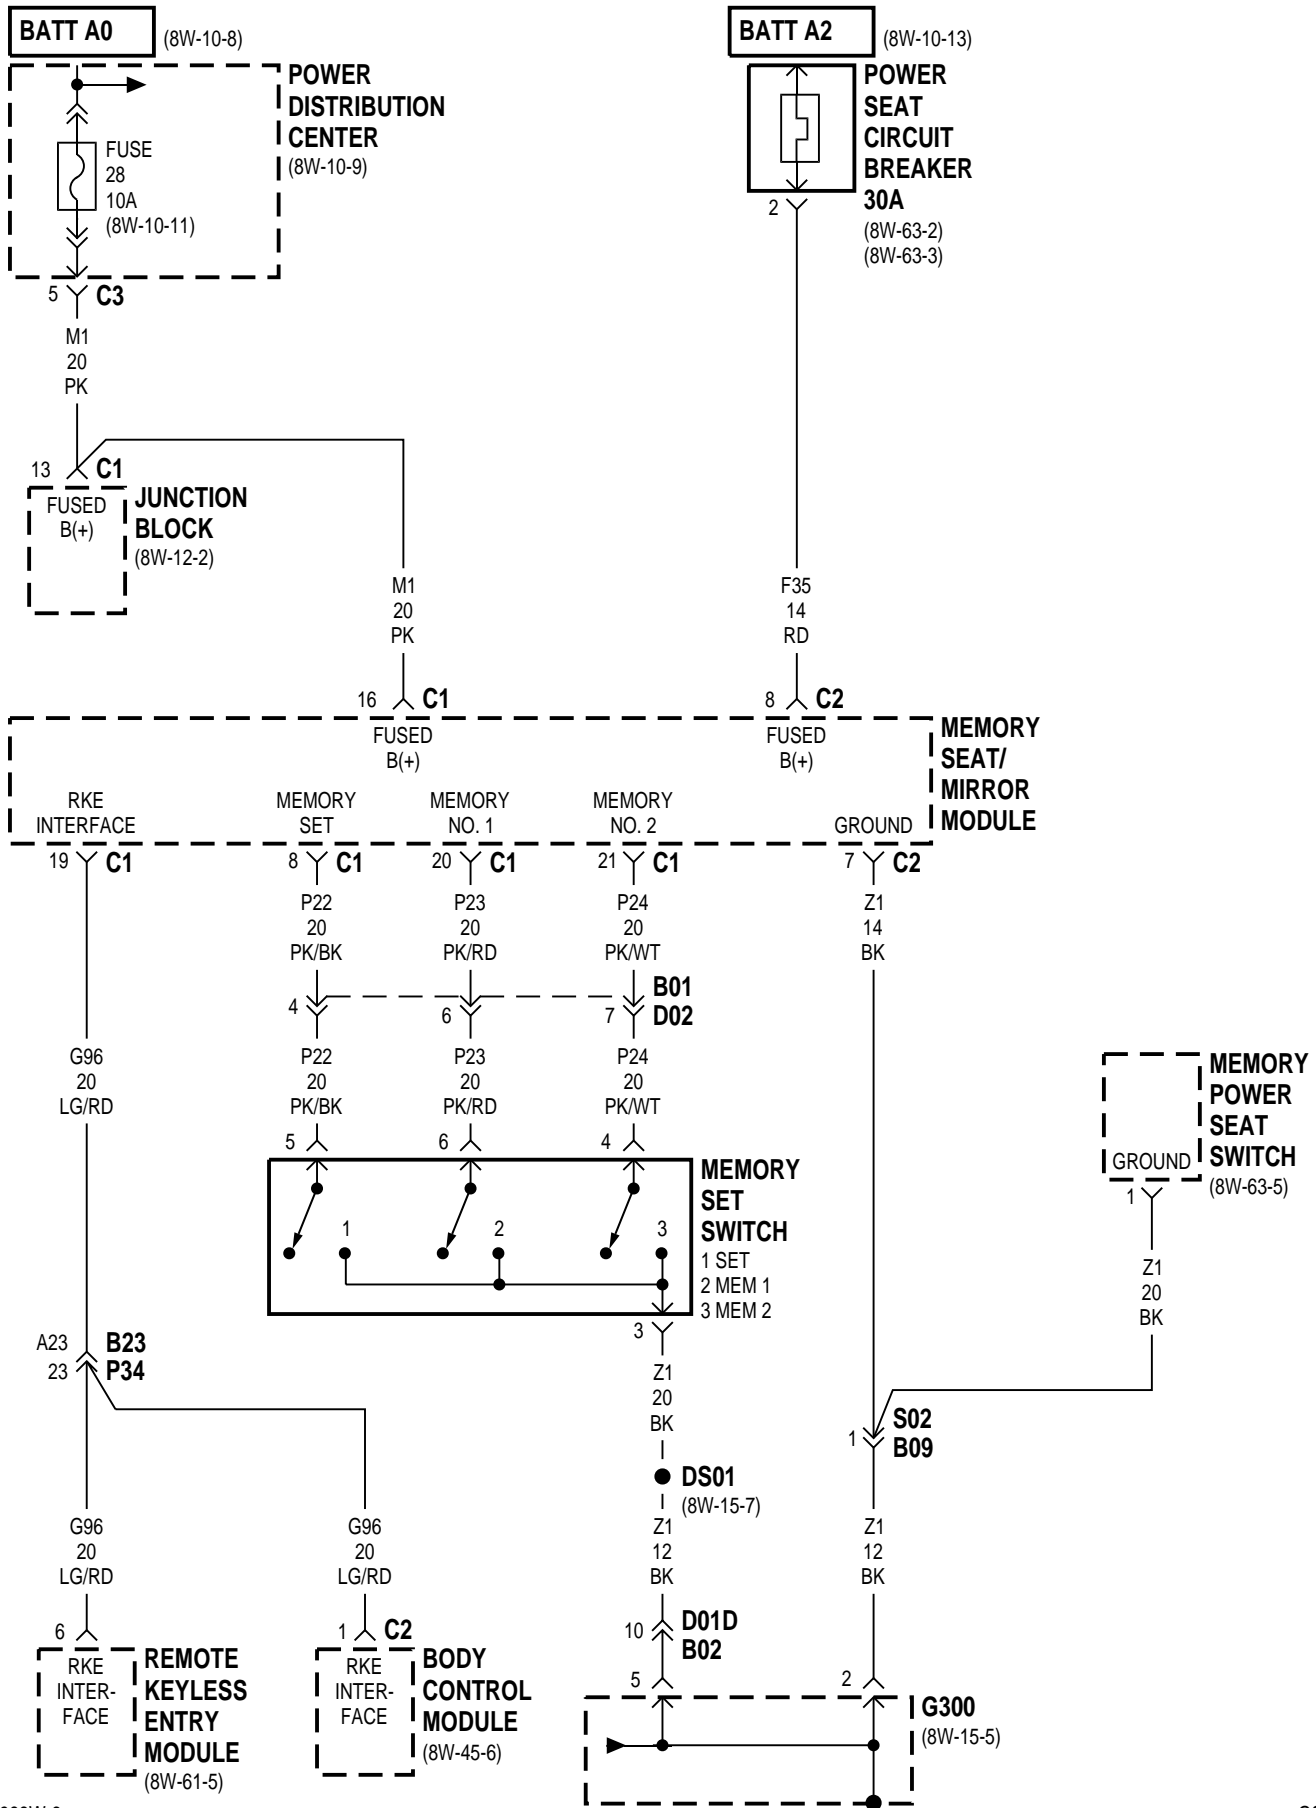 BATT A0
(8W-10-8)
POWER
DISTRIBUTION
CENTER
(8W-10-9)
FUSE
28
10A
(8W-10-11)
5
C3
M1
20
PK
13
C1
FUSED
B(+)
JUNCTION
BLOCK
(8W-12-2)
M1
20
PK
16
C1
BATT A2
(8W-10-13)
POWER
SEAT
CIRCUIT
BREAKER
30A
(8W-63-2)
(8W-63-3)
2
F35
14
RD
8
C2
FUSED
B(+)
FUSED
B(+)
MEMORY
SEAT/
MIRROR
MODULE
RKE
INTERFACE
MEMORY
SET
MEMORY
NO. 1
MEMORY
NO. 2
GROUND
19
C1
8
C1
20
C1
21
C1
7
C2
P22
20
PK/BK
P23
20
PK/RD
P24
20
PK/WT
Z1
14
BK
4
6
7
B01
D02
G96
20
LG/RD
P22
20
PK/BK
P23
20
PK/RD
P24
20
PK/WT
5
6
4
MEMORY
SET
SWITCH
1 SET
2 MEM 1
3 MEM 2
1
2
3
3
MEMORY
POWER
SEAT
SWITCH
(8W-63-5)
GROUND
1
Z1
20
BK
A23
B23
23
P34
Z1
20
BK
DS01
(8W-15-7)
1
S02
B09
G96
20
LG/RD
G96
20
LG/RD
Z1
12
BK
Z1
12
BK
6
1
C2
10
D01D
B02
5
2
RKE
INTER-
FACE
REMOTE
KEYLESS
ENTRY
MODULE
(8W-61-5)
RKE
INTER-
FACE
BODY
CONTROL
MODULE
(8W-45-6)
G300
(8W-15-5)